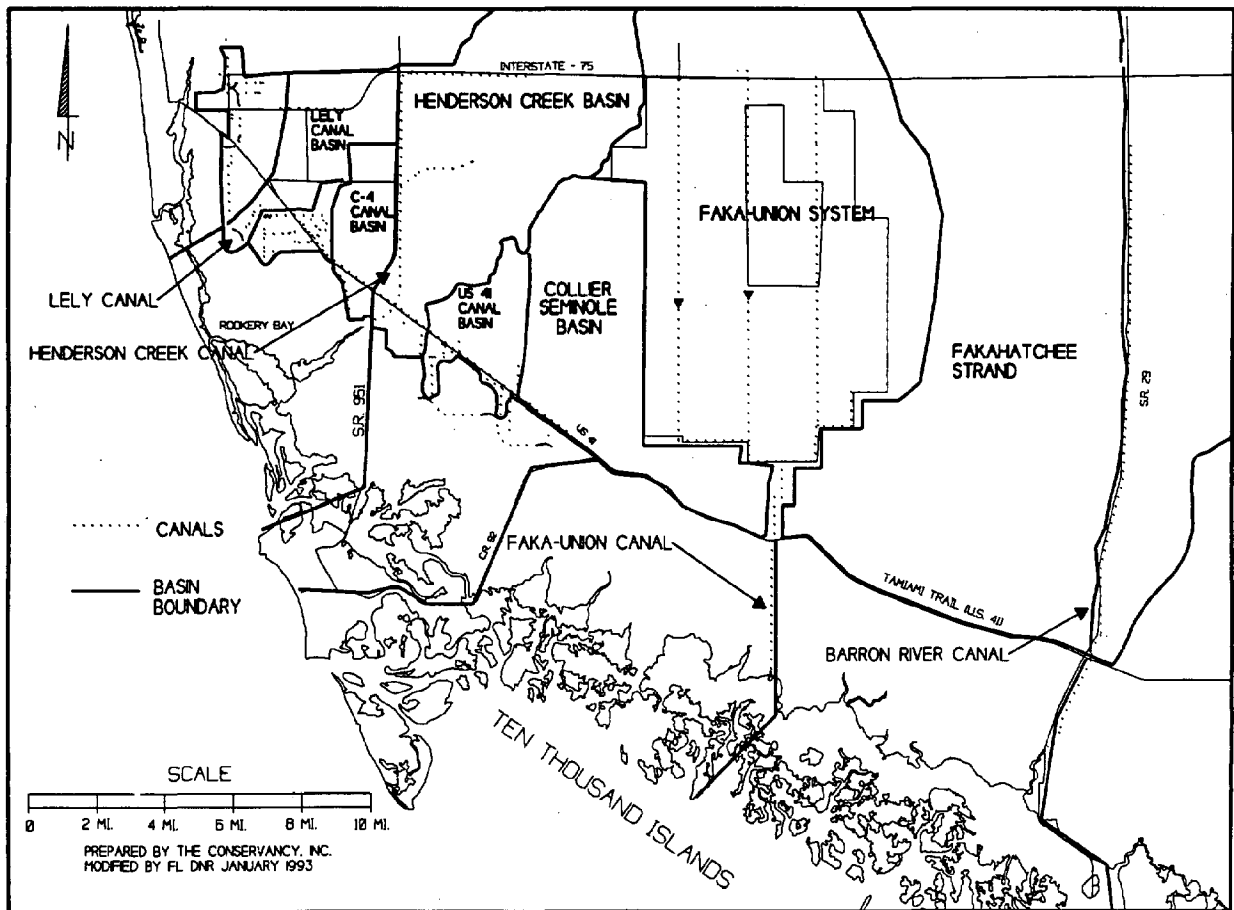 INTERSTATE - 75
HENDERSON CREEK BASIN
LELY
CANAL
BASIN
N
C-4
CANAL
BASIN
FAKA-UNION SYSTEM
LELY CANAL
US 41
CANAL
BASIN
COLLIER
SEMINOLE
BASIN
ROOKERY BAY
HENDERSON CREEK CANAL
FAKAHATCHEE
STRAND
S.R. 951
S.R. 29
US 41
CANALS
C.R. 92
FAKA-UNION CANAL
BASIN
BOUNDARY
TAMIAMI TRAIL (U.S. 41)
BARRON RIVER CANAL
TEN THOUSAND ISLANDS
SCALE
0 2 MI. 4 MI. 6 MI. 8 MI. 10 MI.
PREPARED BY THE CONSERVANCY, INC.
MODIFIED BY FL DNR JANUARY 1993